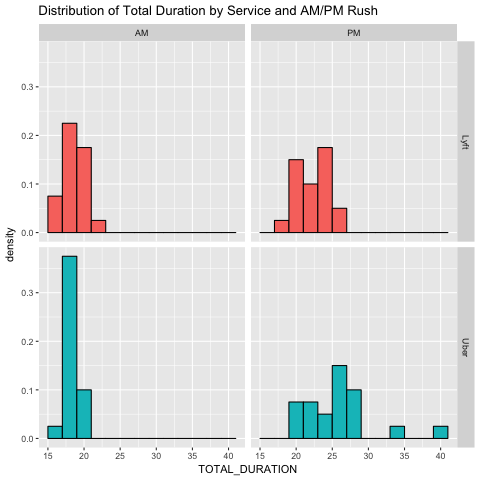 Distribution of Total Duration by Service and AM/PM Rush
AM
PM
0.3
0.2
0.1
0.0
Lyft
density
0.3
0.2
0.1
0.0
Uber
15 20 25 30 35 40
15 20 25 30 35 40
TOTAL_DURATION